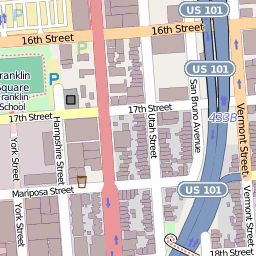 US 101
16th Street
16th Street
US 101
Franklin
Square
Franklin
School
17th Street
17th Street
433B
Hampshire Street
Utah Street
San Bruno Avenue
Vermont Street
York Street
Mariposa Street
US 101
York Street
Vermont Street
18th Street